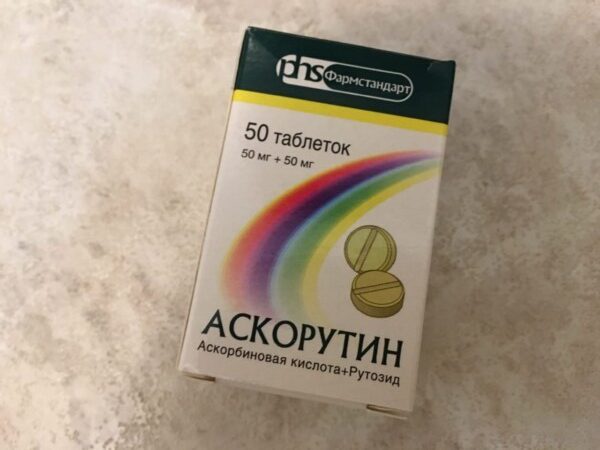 phs Фармстандарт
50 таблеток
50 мг + 50 мг
АСКОРУТИН
Аскорбиновая кислота+Рутозид